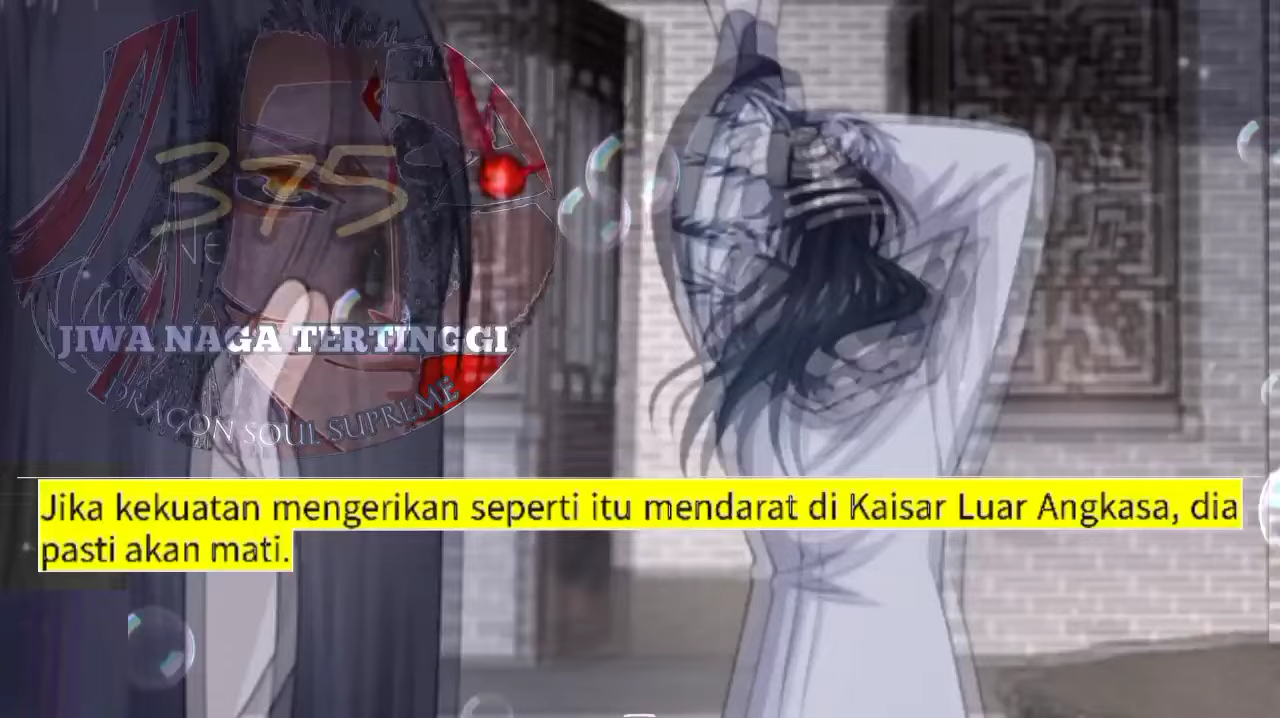 375
NE
JIWA NAGA TERTINGGI
DRAGON SOUL SUPREME
Jika kekuatan mengerikan seperti itu mendarat di Kaisar Luar Angkasa, dia
pasti akan mati.